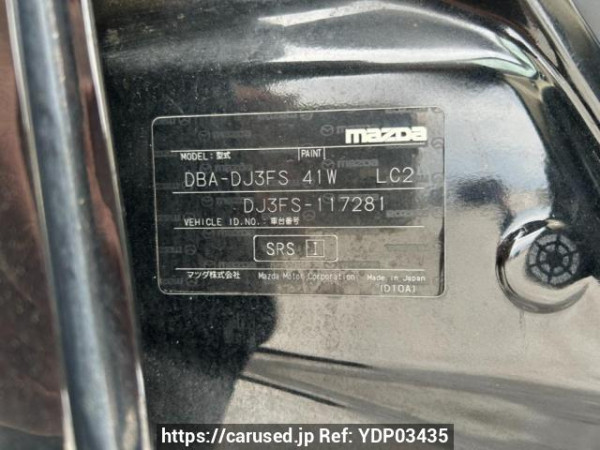 mazda
MODEL: 型式 PAINT
DBA-DJ3FS 41W LC2
DJ3FS-117281
VEHICLE ID.NO.: 車台番号
SRS I
マツダ株式会社 Mazda Motor Corporation Made in Japan
(D10A)
https://carused.jp Ref: YDP03435